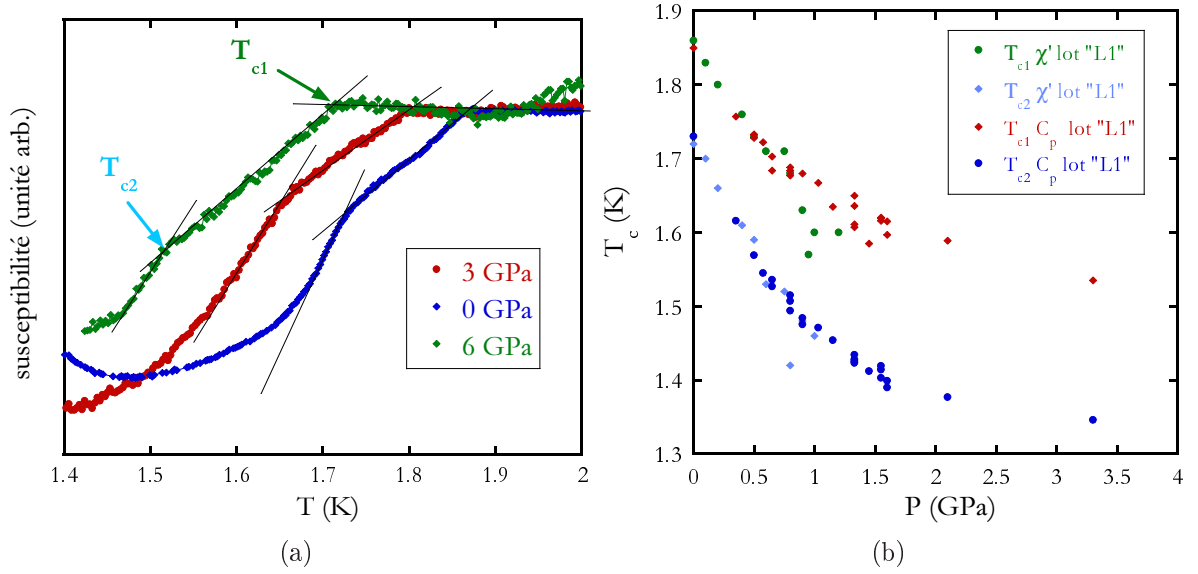 susceptibilité (unité arb.)
T c1
T c2
3 GPa
0 GPa
6 GPa
1.4 1.5 1.6 1.7 1.8 1.9 2
T (K)
(a)
T c (K)
1.9
1.8
1.7
1.6
1.5
1.4
1.3
T c1 χ' lot "L1"
T c2 χ' lot "L1"
T c1 C p lot "L1"
T c2 C p lot "L1"
0 0.5 1 1.5 2 2.5 3 3.5 4
P (GPa)
(b)